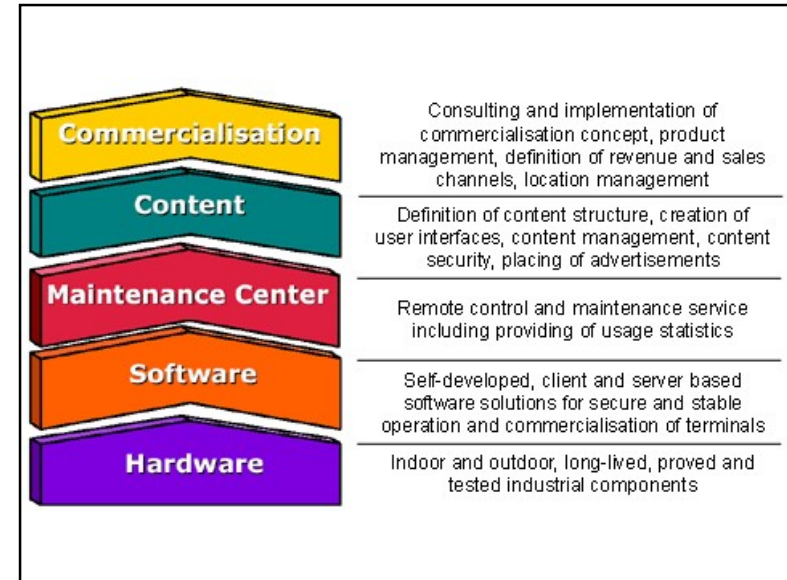 Commercialisation
Consulting and implementation of
commercialisation concept, product
management, definition of revenue and sales
channels, location management
Content
Definition of content structure, creation of
user interfaces, content management, content
security, placing of advertisements
Maintenance Center
Remote control and maintenance service
including providing of usage statistics
Software
Self-developed, client and server based
software solutions for secure and stable
operation and commercialisation of terminals
Hardware
Indoor and outdoor, long-lived, proved and
tested industrial components